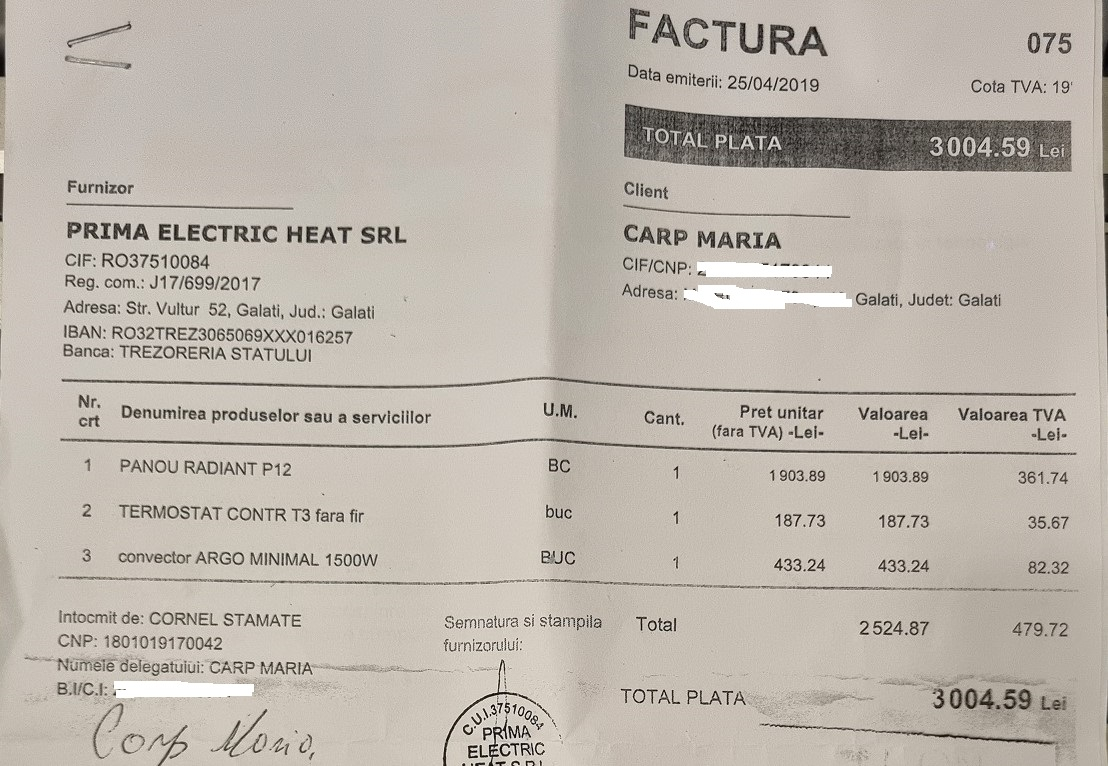 FACTURA
075
Data emiterii: 25/04/2019
Cota TVA: 19
TOTAL PLATA 3004.59 Lei
Furnizor
PRIMA ELECTRIC HEAT SRL
CIF: RO37510084
Reg. com.: J17/699/2017
Adresa: Str. Vultur 52, Galati, Jud.: Galati
IBAN: RO32TREZ3065069XXX016257
Banca: TREZORERIA STATULUI
Client
CARP MARIA
CIF/CNP:
Adresa: Galati, Judet: Galati
Nr. crt Denumirea produselor sau a serviciilor U.M. Cant. Pret unitar (fara TVA) -Lei- Valoarea -Lei- Valoarea TVA -Lei-
1 PANOU RADIANT P12 BC 1 1903.89 1903.89 361.74
2 TERMOSTAT CONTR T3 fara fir buc 1 187.73 187.73 35.67
3 convector ARGO MINIMAL 1500W BUC 1 433.24 433.24 82.32
Intocmit de: CORNEL STAMATE
CNP: 1801019170042
Numele delegatului: CARP MARIA
B.I/C.I:
Carp Maria,
Semnatura si stampila
furnizorului:
C.U.I.37510084
PRIMA
ELECTRIC
HEAT SRL
Total 2524.87 479.72
TOTAL PLATA 3004.59 Lei